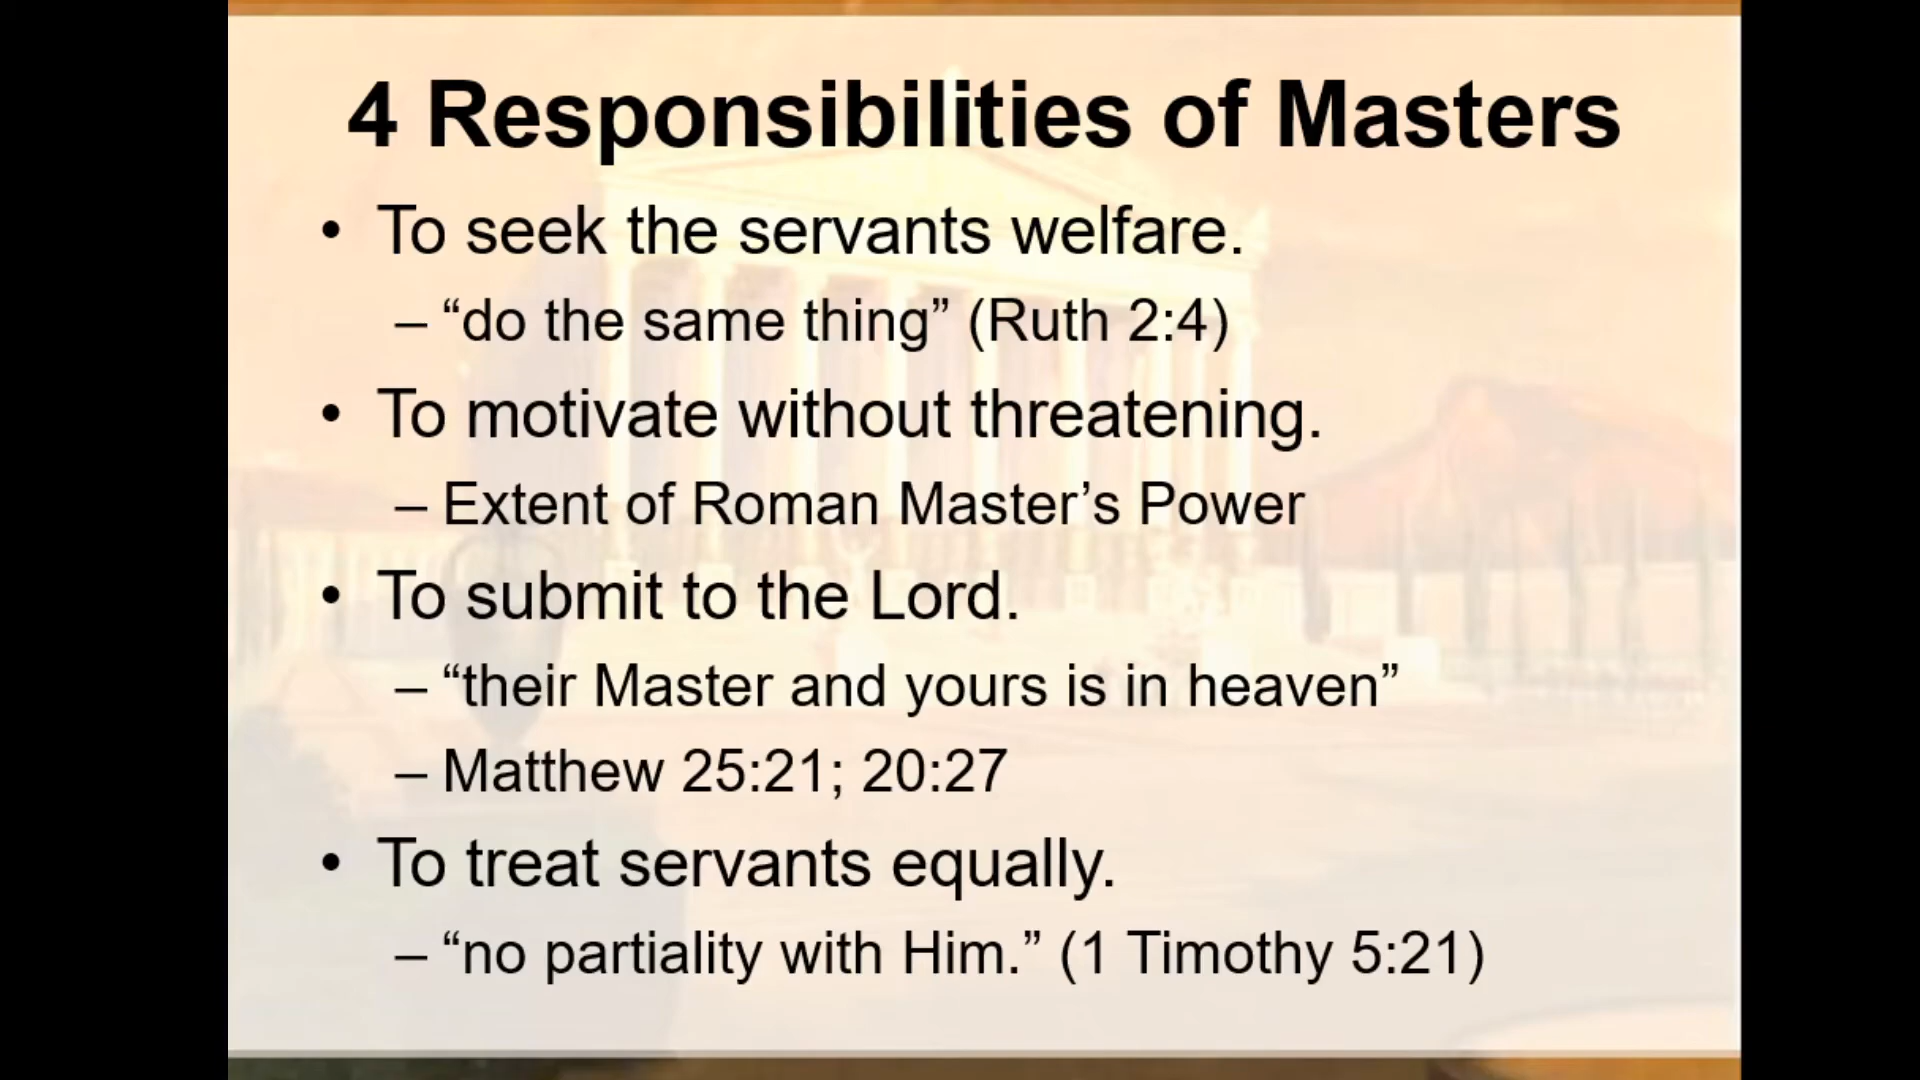 4 Responsibilities of Masters
• To seek the servants welfare.
– “do the same thing” (Ruth 2:4)
• To motivate without threatening.
– Extent of Roman Master’s Power
• To submit to the Lord.
– “their Master and yours is in heaven”
– Matthew 25:21; 20:27
• To treat servants equally.
– “no partiality with Him.” (1 Timothy 5:21)